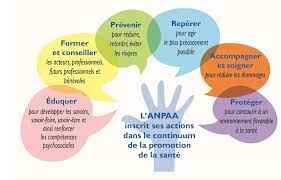 Éduquer
pour développer les savoirs,
savoir-faire, savoir-être et
ainsi renforcer
les compétences
psychosociales
Former
et conseiller
les acteurs, professionnels,
futurs professionnels et
bénévoles
Prévenir
pour réduire,
retarder, éviter
les risques
Repérer
pour agir
le plus précocement
possible
Accompagner
et soigner
pour réduire les dommages
Protéger
pour concourir à un
environnement favorable
à la santé
L'ANPAA
inscrit ses actions
dans le continuum
de la promotion
de la santé